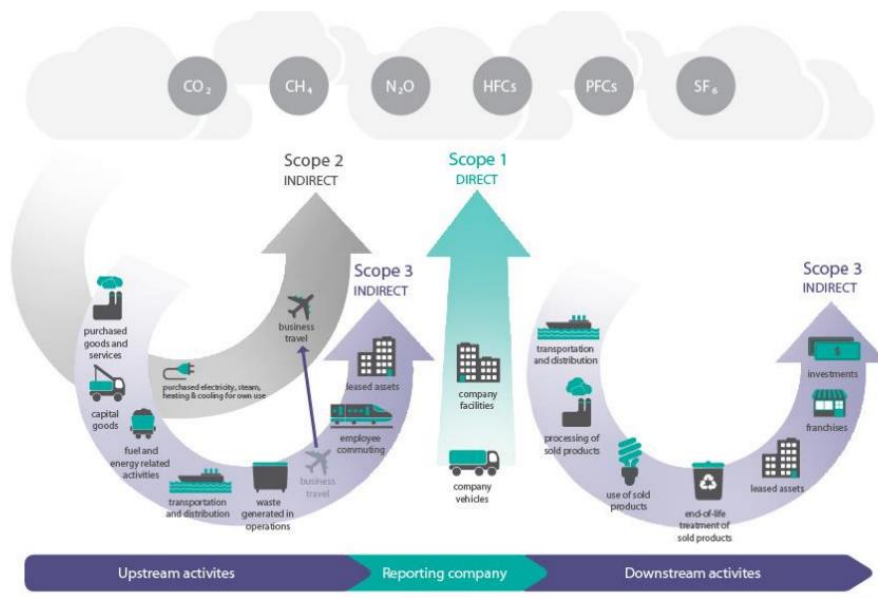 CO₂
CH₄
N₂O
HFCs
PFCs
SF₆
Scope 2
INDIRECT
Scope 1
DIRECT
Scope 3
INDIRECT
Scope 3
INDIRECT
purchased
goods and
services
capital
goods
fuel and
energy related
activities
transportation
and distribution
waste
generated in
operations
business
travel
purchased electricity, steam,
heating & cooling for own use
business
travel
employee
commuting
leased assets
company
facilities
company
vehicles
transportation
and distribution
processing of
sold products
use of sold
products
end-of-life
treatment of
sold products
leased assets
franchises
$
investments
Upstream activites
Reporting company
Downstream activites